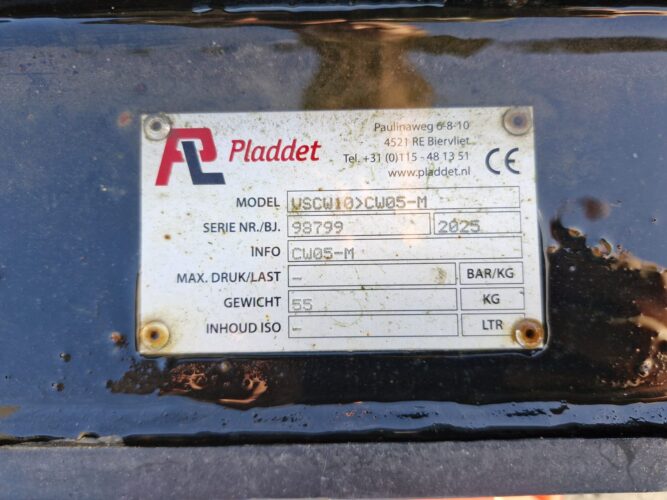 PL Pladdet
Paulinaweg 6-8-10
4521 RE Biervliet
Tel. +31 (0)115 - 48 13 51
www.pladdet.nl
CE
MODEL VSCW10>CW05-M
SERIE NR./BJ. 98799 2025
INFO CW05-M
MAX. DRUK/LAST - BAR/KG
GEWICHT 55 KG
INHOUD ISO - LTR